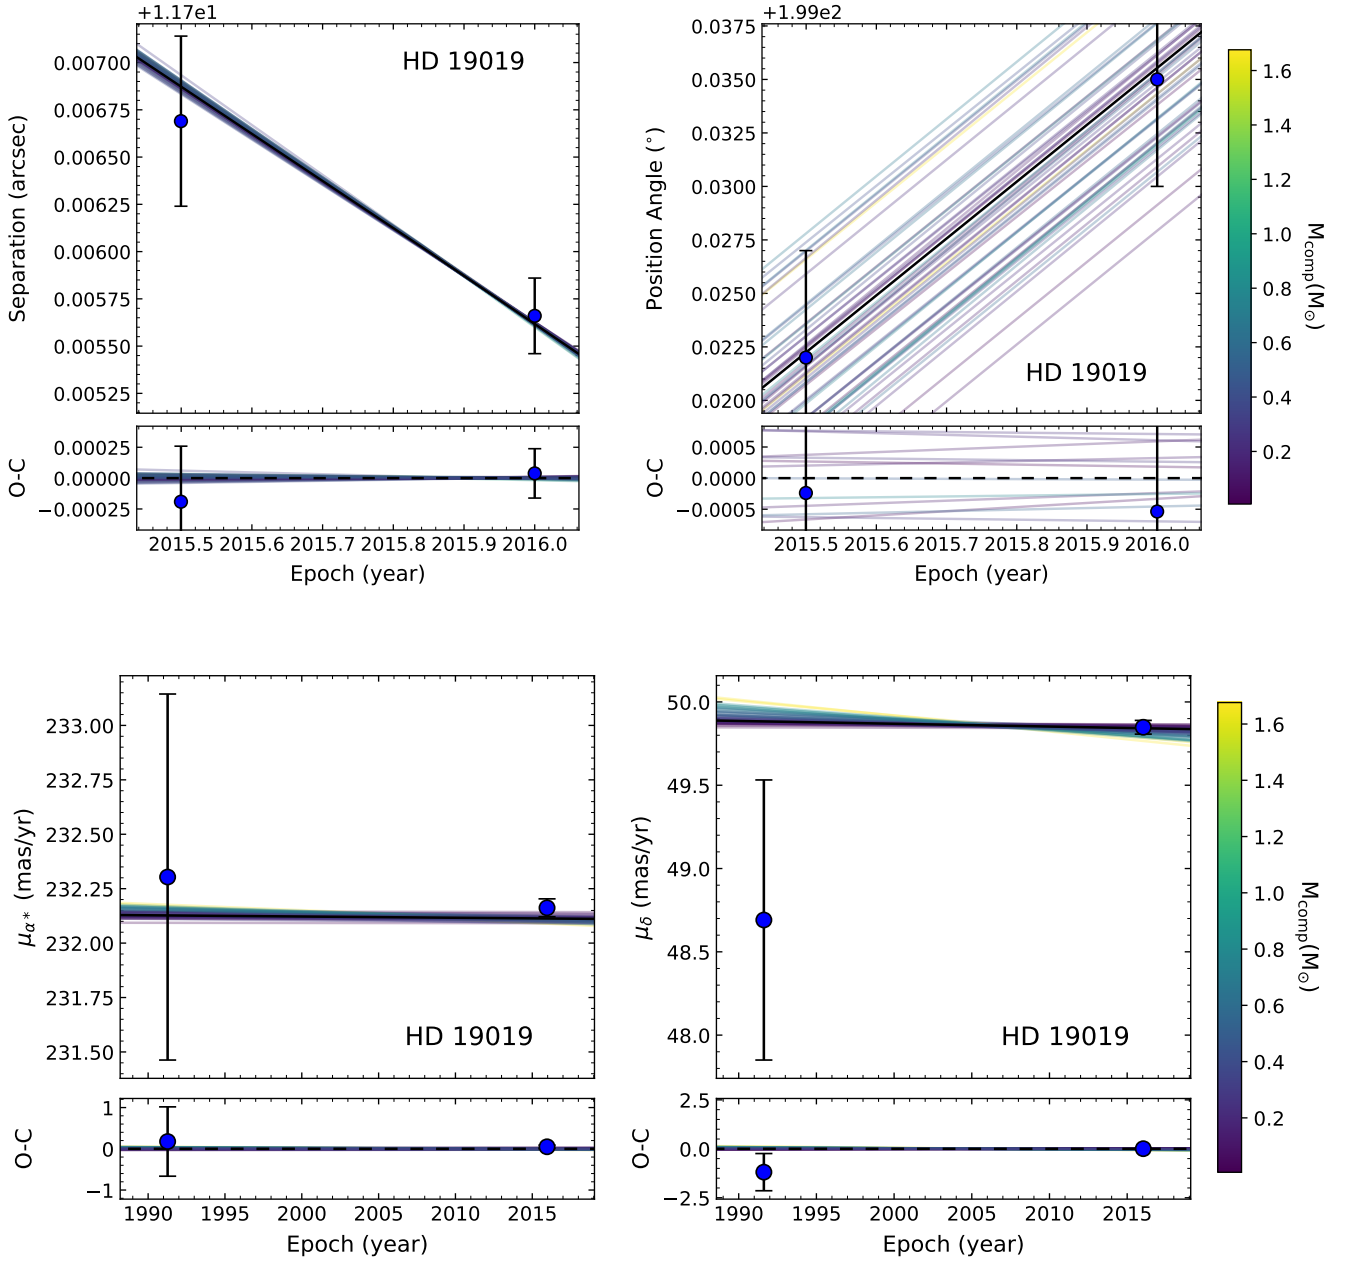 +1.17e1
HD 19019
Separation (arcsec)
0.00700
0.00675
0.00650
0.00625
0.00600
0.00575
0.00550
0.00525
O-C
0.00025
0.00000
−0.00025
2015.5 2015.6 2015.7 2015.8 2015.9 2016.0
Epoch (year)
+1.99e2
HD 19019
Position Angle (°)
0.0375
0.0350
0.0325
0.0300
0.0275
0.0250
0.0225
0.0200
O-C
0.0005
0.0000
−0.0005
2015.5 2015.6 2015.7 2015.8 2015.9 2016.0
Epoch (year)
1.6
1.4
1.2
1.0
0.8
0.6
0.4
0.2
Mcomp(M⊙)
μα* (mas/yr)
233.00
232.75
232.50
232.25
232.00
231.75
231.50
HD 19019
O-C
1
0
−1
1990 1995 2000 2005 2010 2015
Epoch (year)
μδ (mas/yr)
50.0
49.5
49.0
48.5
48.0
HD 19019
O-C
2.5
0.0
−2.5
1990 1995 2000 2005 2010 2015
Epoch (year)
1.6
1.4
1.2
1.0
0.8
0.6
0.4
0.2
Mcomp(M⊙)